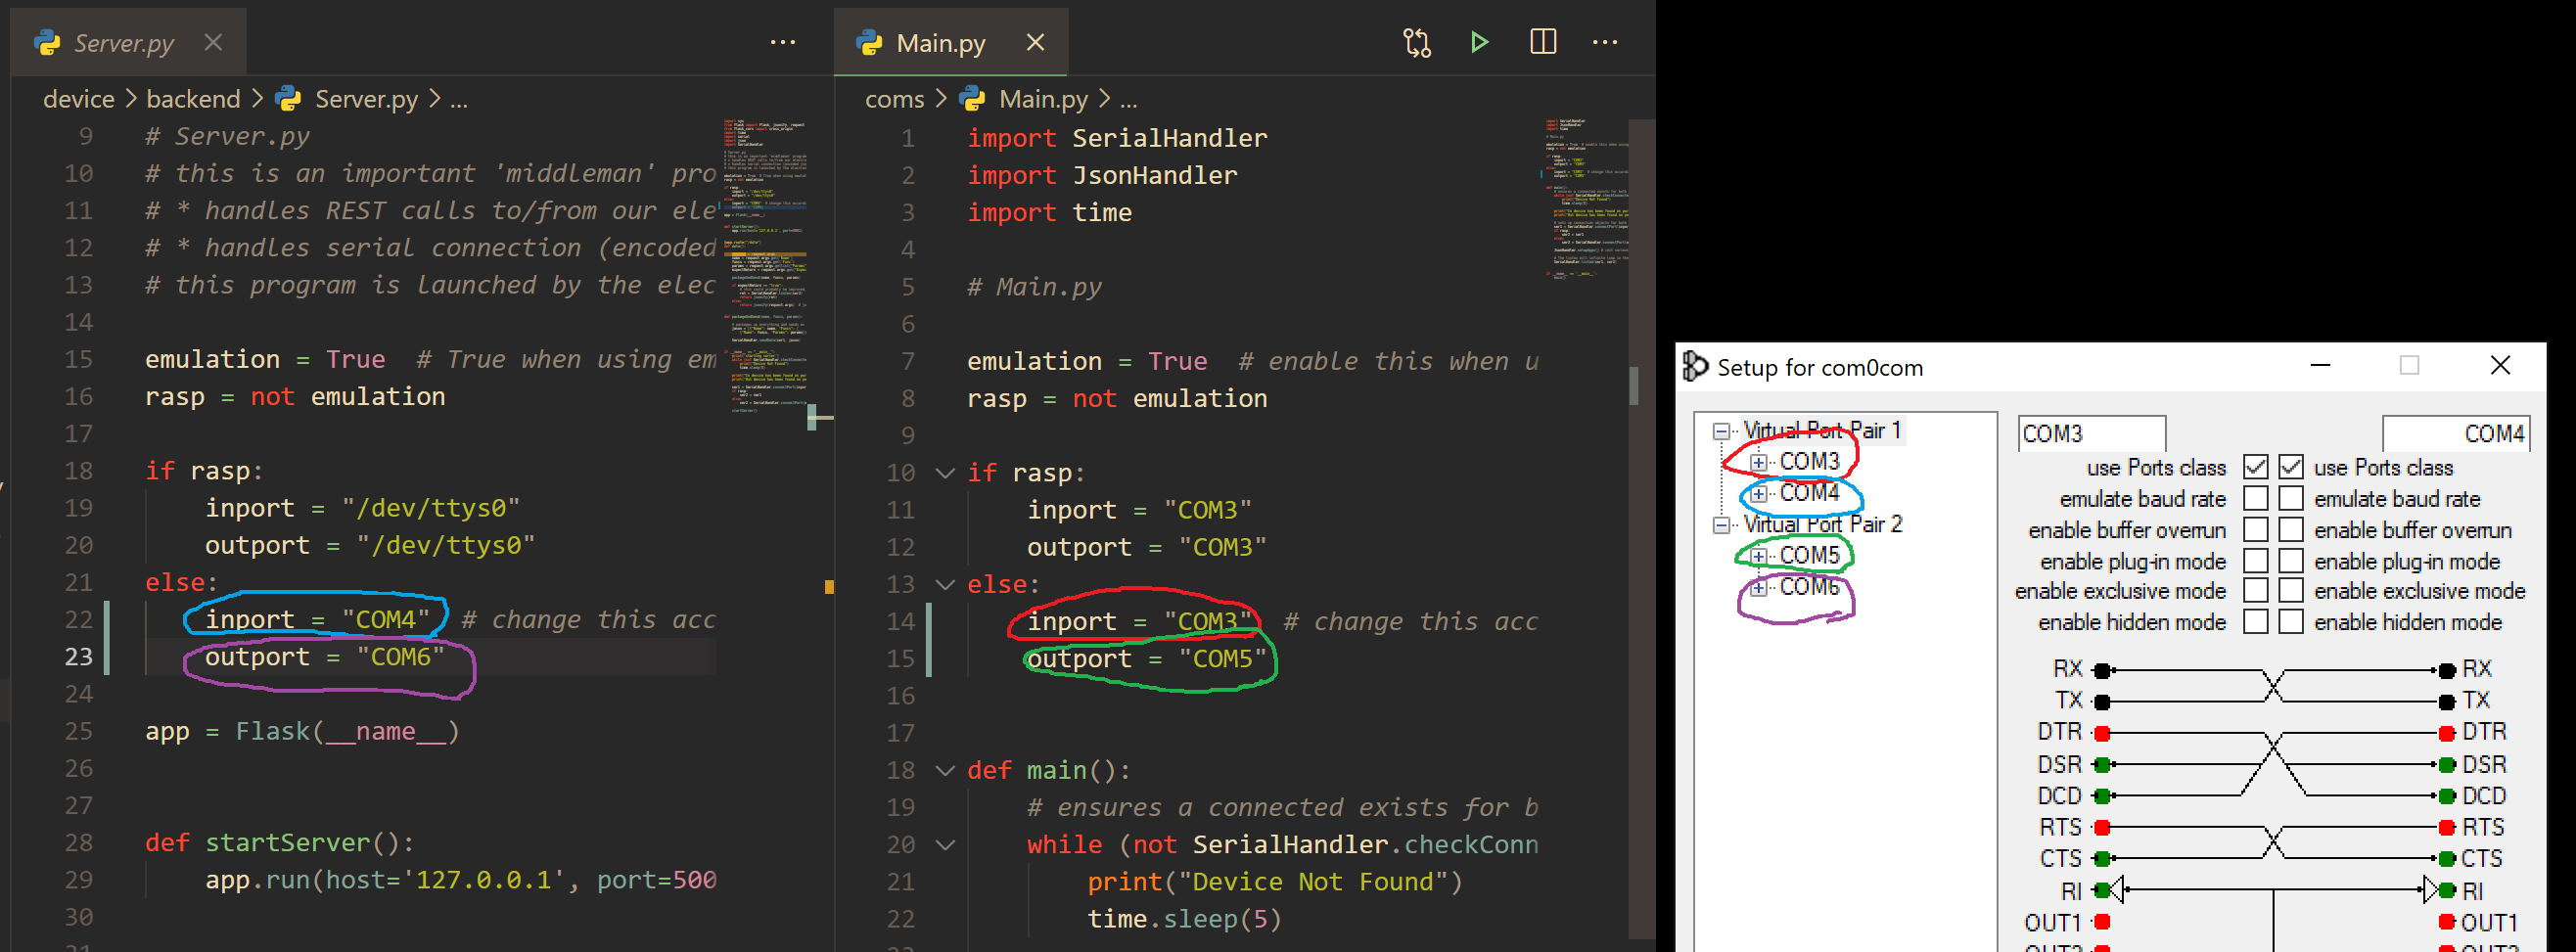 Server.py
Main.py
device > backend > Server.py > ...
9 # Server.py
10 # this is an important 'middleman' pro
11 # * handles REST calls to/from our ele
12 # * handles serial connection (encoded
13 # this program is launched by the elec
14
15 emulation = True # True when using em
16 rasp = not emulation
17
18 if rasp:
19 inport = "/dev/ttys0"
20 outport = "/dev/ttys0"
21 else:
22 inport = "COM4" # change this acc
23 outport = "COM6"
24
25 app = Flask(__name__)
26
27
28 def startServer():
29 app.run(host='127.0.0.1', port=500
30
coms > Main.py > ...
1 import SerialHandler
2 import JsonHandler
3 import time
4
5 # Main.py
6
7 emulation = True # enable this when u
8 rasp = not emulation
9
10 if rasp:
11 inport = "COM3"
12 outport = "COM3"
13 else:
14 inport = "COM3" # change this acc
15 outport = "COM5"
16
17
18 def main():
19 # ensures a connected exists for b
20 while (not SerialHandler.checkConn
21 print("Device Not Found")
22 time.sleep(5)
Setup for com0com
Virtual Port Pair 1
COM3
COM4
Virtual Port Pair 2
COM5
COM6
COM3 COM4
use Ports class use Ports class
emulate baud rate emulate baud rate
enable buffer overrun enable buffer overrun
enable plug-in mode enable plug-in mode
enable exclusive mode enable exclusive mode
enable hidden mode enable hidden mode
RX RX
TX TX
DTR DTR
DSR DSR
DCD DCD
RTS RTS
CTS CTS
RI RI
OUT1 OUT1